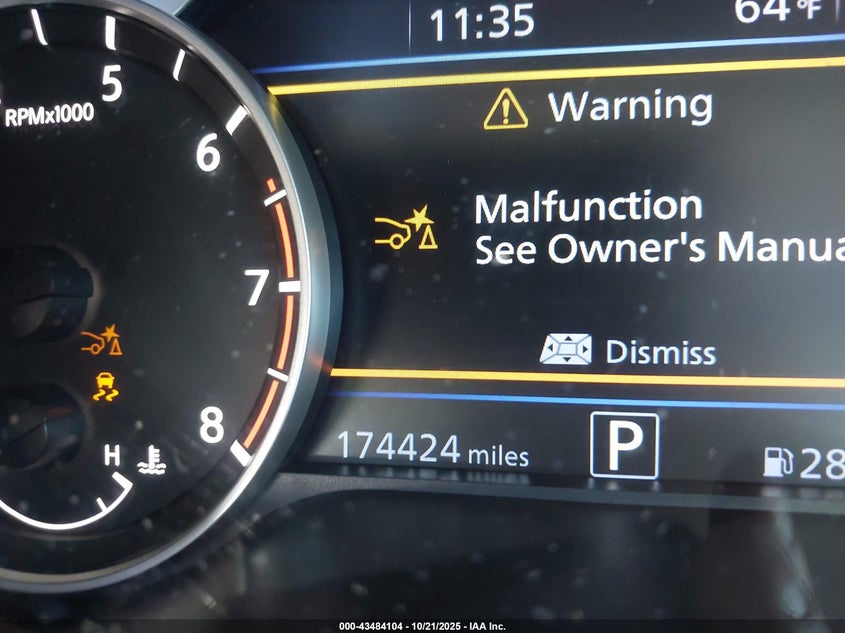 11:35
64°F
5
RPMx1000
6
7
8
H
Warning
Malfunction
See Owner's Manua
Dismiss
174424 miles
P
28
000-43484104 - 10/21/2025 - IAA Inc.